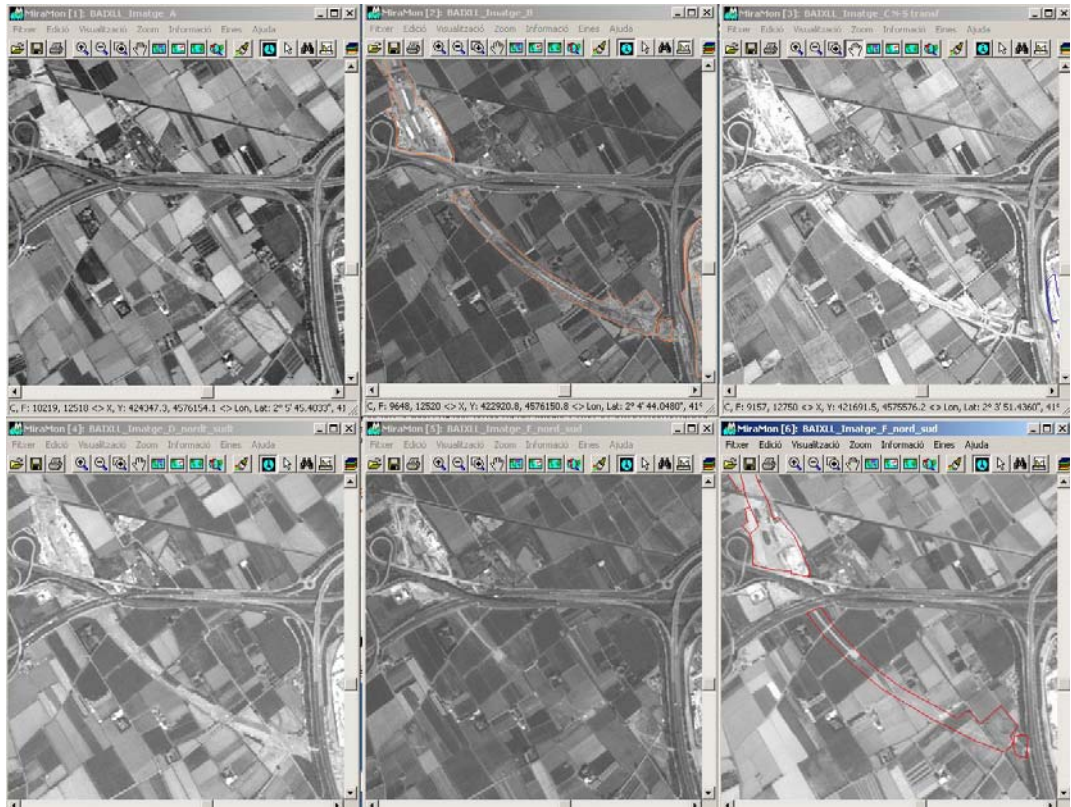 MiraMon [1]: BAIXLL_Imatge_A
Fitxer Edició Visualització Zoom Informació Eines Ajuda
C, F: 10219, 12510 <> X, Y: 424347.3, 4576154.1 <> Lon, Lat: 2° 5' 45.4033", 41°
MiraMon [2]: BAIXLL_Imatge_B
Fitxer Edició Visualització Zoom Informació Eines Ajuda
C, F: 9648, 12520 <> X, Y: 422920.8, 4576150.8 <> Lon, Lat: 2° 4' 44.0480", 41°
MiraMon [3]: BAIXLL_Imatge_C
Fitxer Edició Visualització Zoom Informació Eines Ajuda
C, F: 9157, 12750 <> X, Y: 421691.5, 4575576.2 <> Lon, Lat: 2° 3' 51.4360", 41°
MiraMon [4]: BAIXLL_Imatge_D_nordt_sudt
Fitxer Edició Visualització Zoom Informació Eines Ajuda
MiraMon [5]: BAIXLL_Imatge_F_nord_sud
Fitxer Edició Visualització Zoom Informació Eines Ajuda
MiraMon [6]: BAIXLL_Imatge_F_nord_sud
Fitxer Edició Visualització Zoom Informació Eines Ajuda